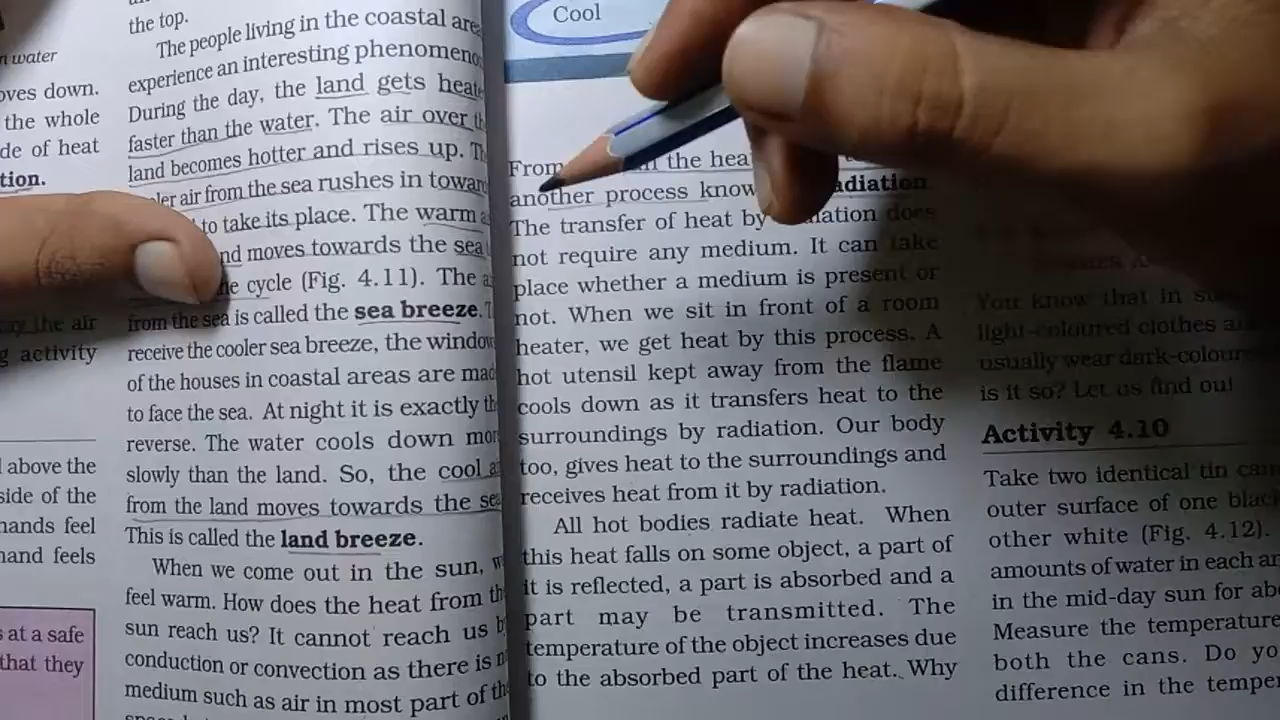 n water
oves down.
the whole
de of heat
tion.
the air
g activity
above the
side of the
hands feel
hand feels
s at a safe
that they
the top.
The people living in the coastal are
experience an interesting phenomeno
During the day, the land gets heate
faster than the water. The air over th
land becomes hotter and rises up. Th
ler air from the sea rushes in towar
to take its place. The warm a
nd moves towards the sea
he cycle (Fig. 4.11). The a
from the sea is called the sea breeze. T
receive the cooler sea breeze, the window
of the houses in coastal areas are mad
to face the sea. At night it is exactly th
reverse. The water cools down mor
slowly than the land. So, the cool a
from the land moves towards the sea
This is called the land breeze.
When we come out in the sun, w
feel warm. How does the heat from th
sun reach us? It cannot reach us b
conduction or convection as there is n
medium such as air in most part of the
Cool
From the hea
another process know adiation.
The transfer of heat by iation does
not require any medium. It can take
place whether a medium is present or
not. When we sit in front of a room
heater, we get heat by this process. A
hot utensil kept away from the flame
cools down as it transfers heat to the
surroundings by radiation. Our body
too, gives heat to the surroundings and
receives heat from it by radiation.
All hot bodies radiate heat. When
this heat falls on some object, a part of
it is reflected, a part is absorbed and a
part may be transmitted. The
temperature of the object increases due
to the absorbed part of the heat. Why
You know that in su
light-coloured clothes a
usually wear dark-colour
is it so? Let us find out
Activity 4.10
Take two identical tin can
outer surface of one blac
other white (Fig. 4.12).
amounts of water in each an
in the mid-day sun for abo
Measure the temperature
both the cans. Do yo
difference in the temper